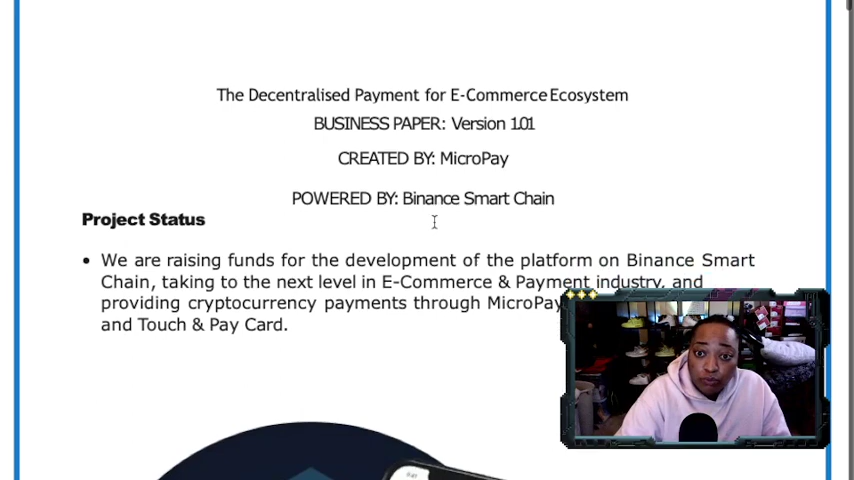 The Decentralised Payment for E-Commerce Ecosystem
BUSINESS PAPER: Version 1.01
CREATED BY: MicroPay
POWERED BY: Binance Smart Chain
Project Status
• We are raising funds for the development of the platform on Binance Smart
Chain, taking to the next level in E-Commerce & Payment industry, and
providing cryptocurrency payments through MicroPay
and Touch & Pay Card.